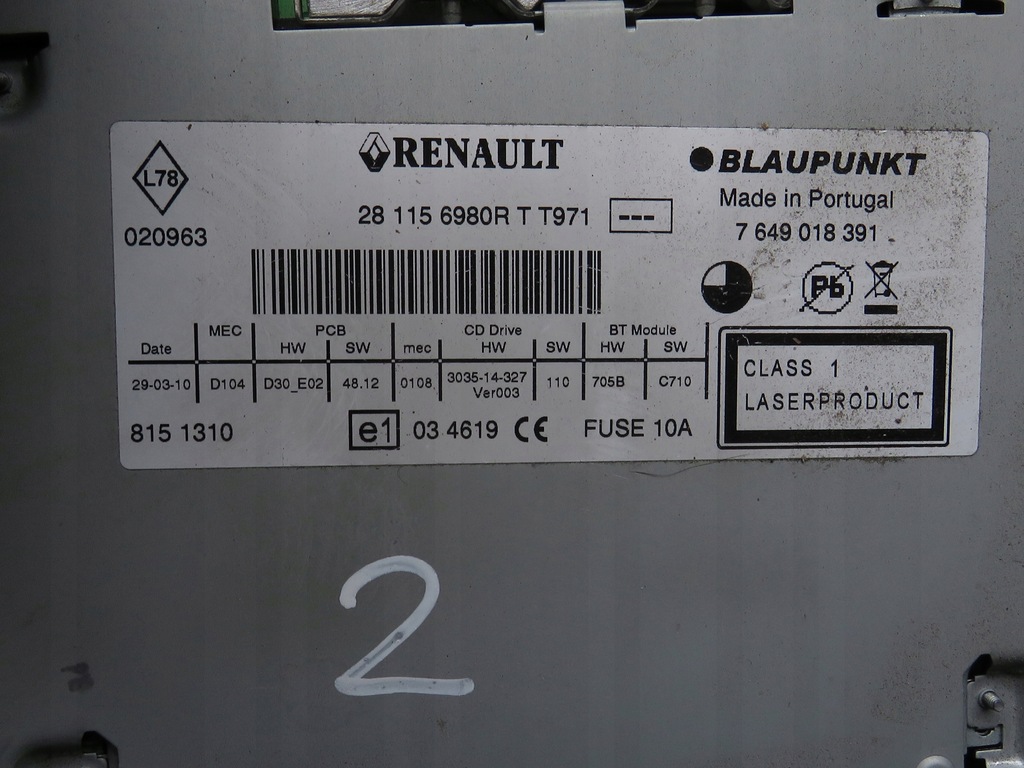 L78
020963
RENAULT
28 115 6980R T T971 ---
BLAUPUNKT
Made in Portugal
7 649 018 391
Pb
MEC PCB CD Drive BT Module
Date HW SW mec HW SW HW SW
29-03-10 D104 D30_E02 48.12 0108 3035-14-327 Ver003 110 705B C710
815 1310 e1 03 4619 CE FUSE 10A
CLASS 1
LASERPRODUCT
2